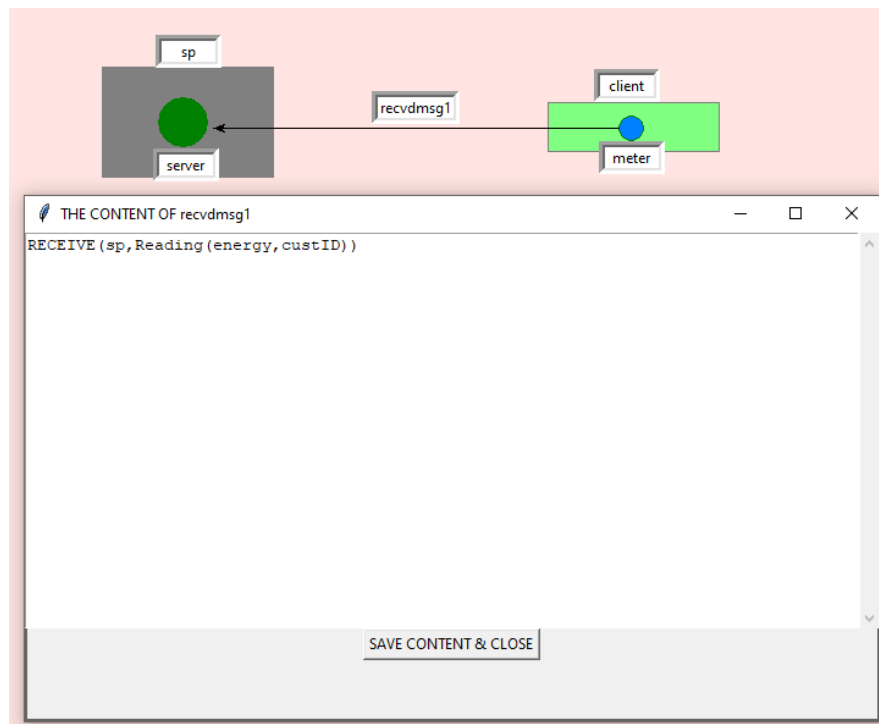 sp
client
recvdmsg1
server
meter
THE CONTENT OF recvdmsg1
RECEIVE(sp,Reading(energy,custID))
SAVE CONTENT & CLOSE